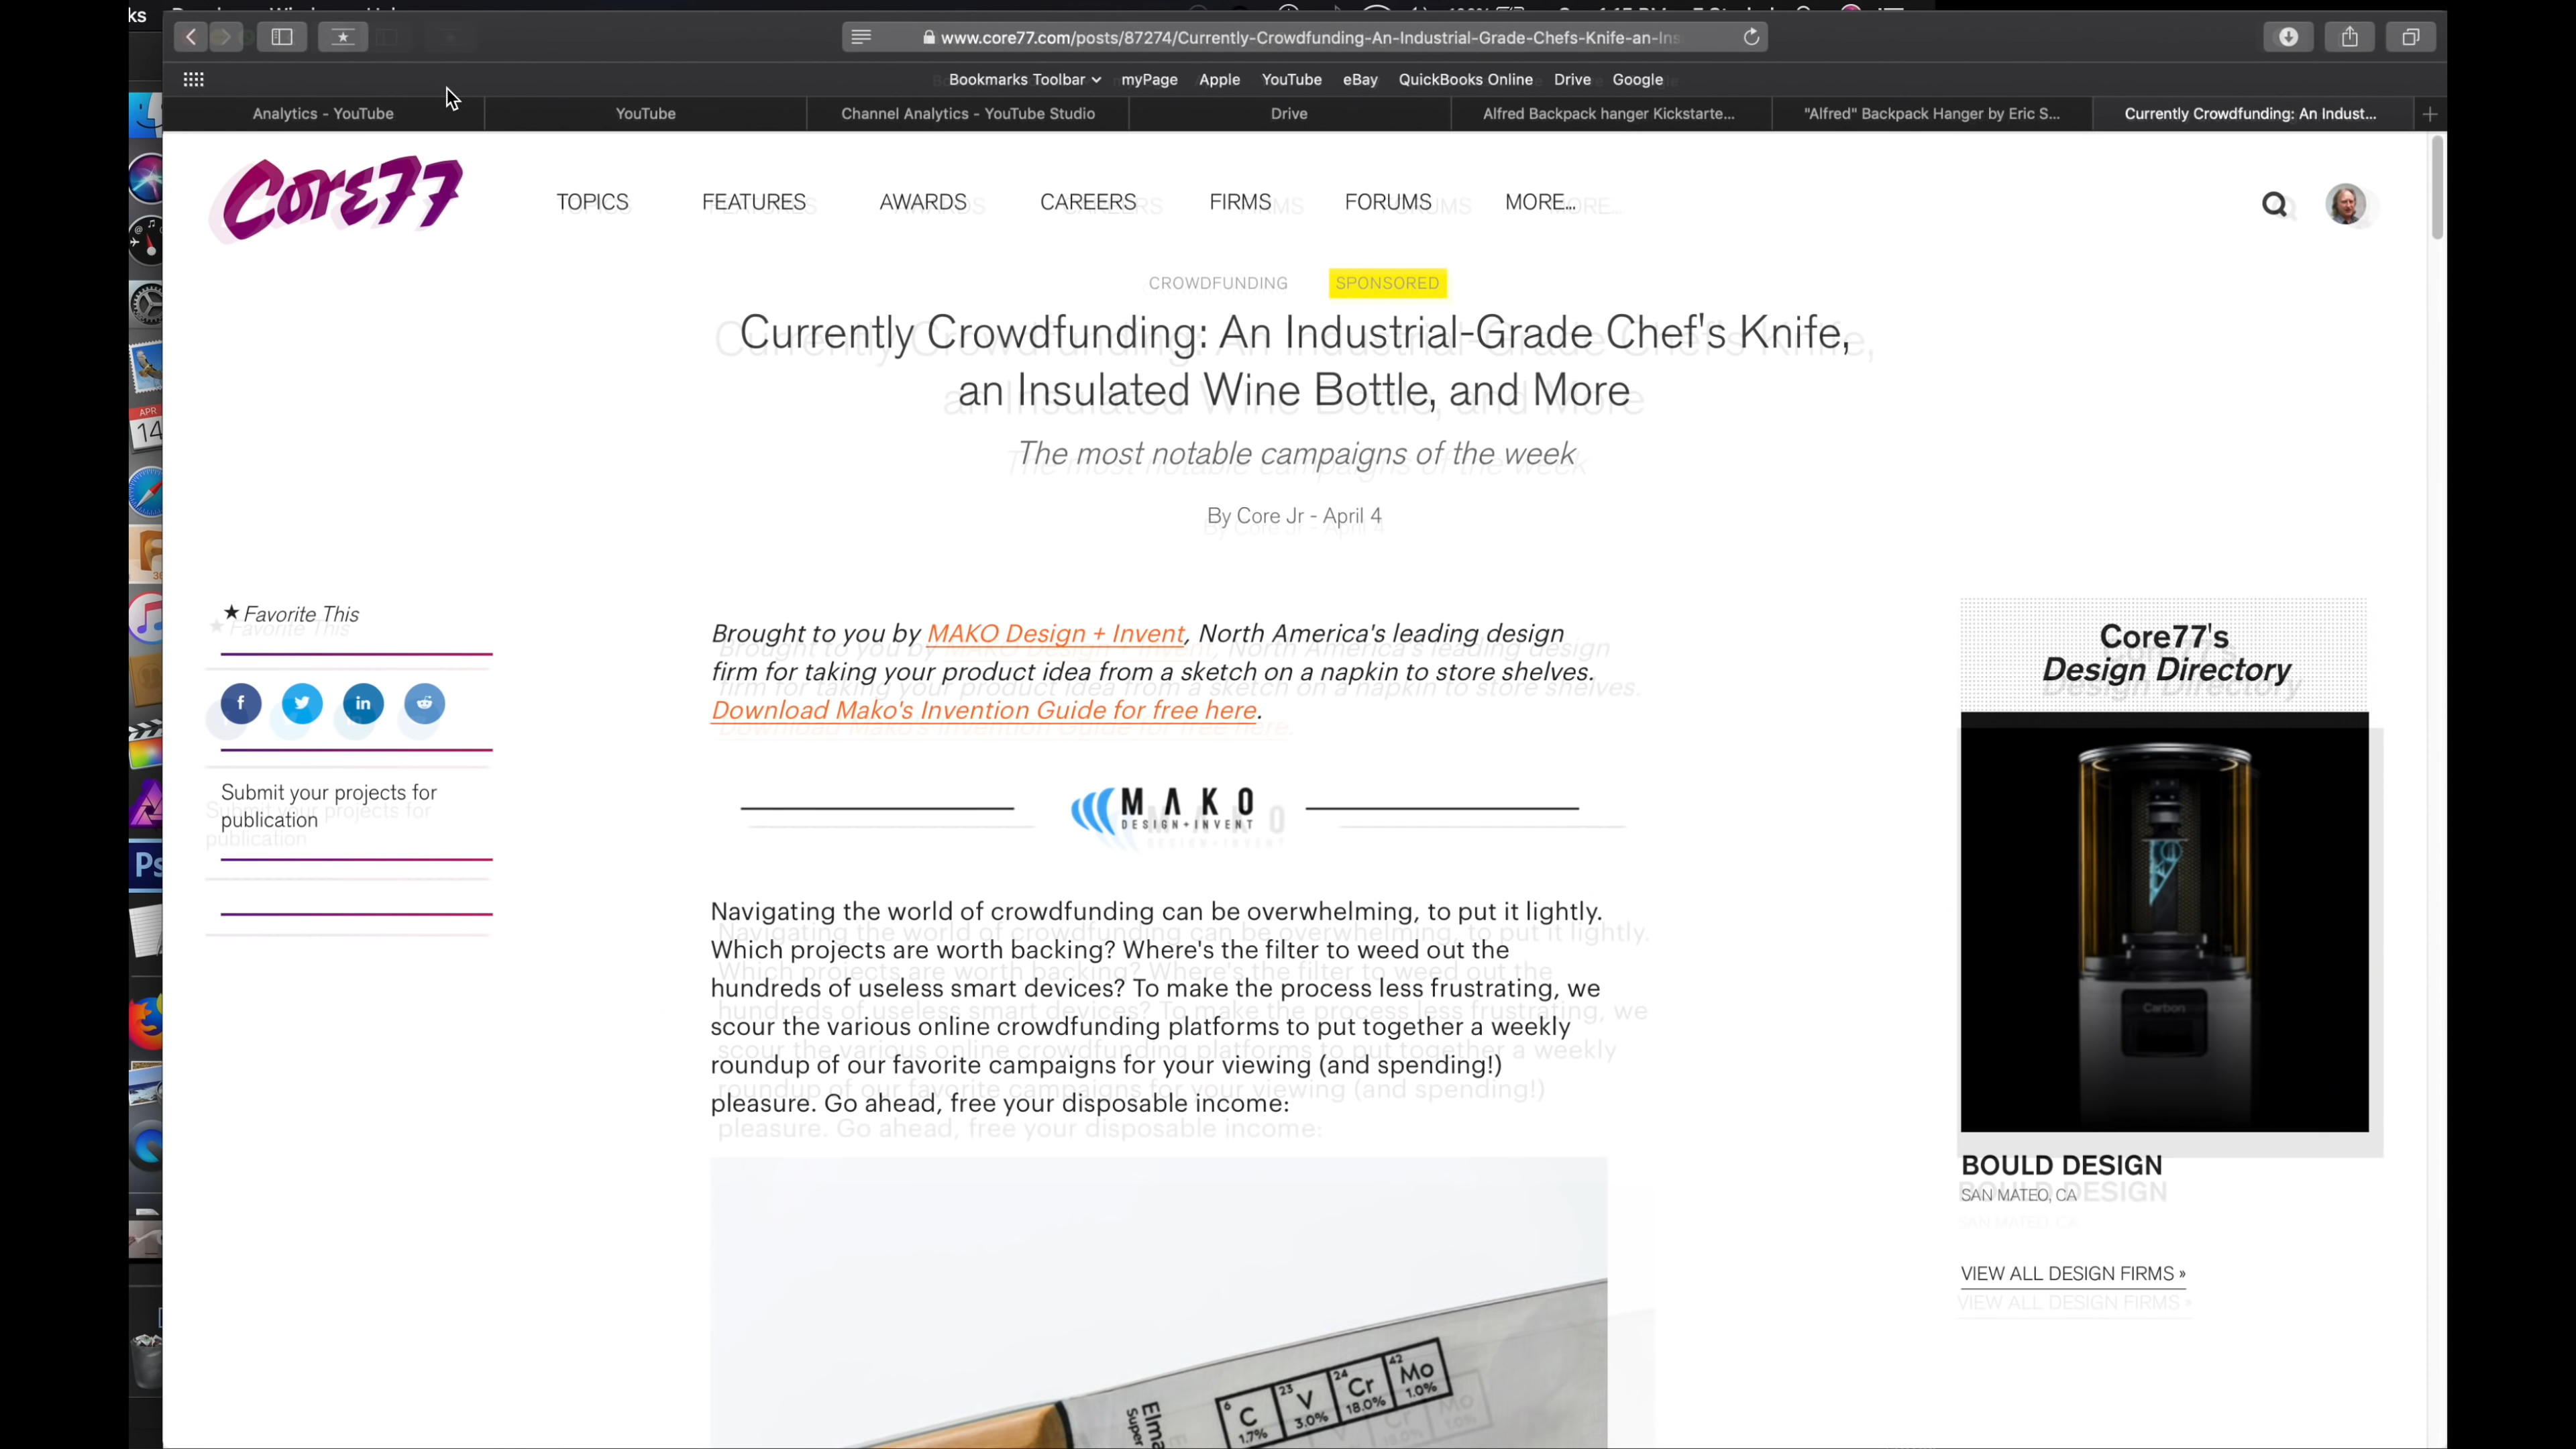 ks
www.core77.com/posts/87274/Currently-Crowdfunding-An-Industrial-Grade-Chefs-Knife-an-Ins
Bookmarks Toolbar myPage Apple YouTube eBay QuickBooks Online Drive Google
Analytics - YouTube YouTube Channel Analytics - YouTube Studio Drive Alfred Backpack hanger Kickstarte... "Alfred" Backpack Hanger by Eric S... Currently Crowdfunding: An Indust...
Core77 TOPICS FEATURES AWARDS CAREERS FIRMS FORUMS MORE...
CROWDFUNDING SPONSORED
Currently Crowdfunding: An Industrial-Grade Chef's Knife,
an Insulated Wine Bottle, and More
The most notable campaigns of the week
By Core Jr - April 4
APR
14
Ps
★ Favorite This
Submit your projects for
publication
Brought to you by MAKO Design + Invent, North America's leading design
firm for taking your product idea from a sketch on a napkin to store shelves.
Download Mako's Invention Guide for free here.
MAKO
DESIGN+INVENT
Navigating the world of crowdfunding can be overwhelming, to put it lightly.
Which projects are worth backing? Where's the filter to weed out the
hundreds of useless smart devices? To make the process less frustrating, we
scour the various online crowdfunding platforms to put together a weekly
roundup of our favorite campaigns for your viewing (and spending!)
pleasure. Go ahead, free your disposable income:
Super
6 C 1.7% 23 V 3.0% 24 Cr 18.0% 42 Mo 1.0%
Core77's
Design Directory
Carbon
BOULD DESIGN
SAN MATEO, CA
VIEW ALL DESIGN FIRMS »